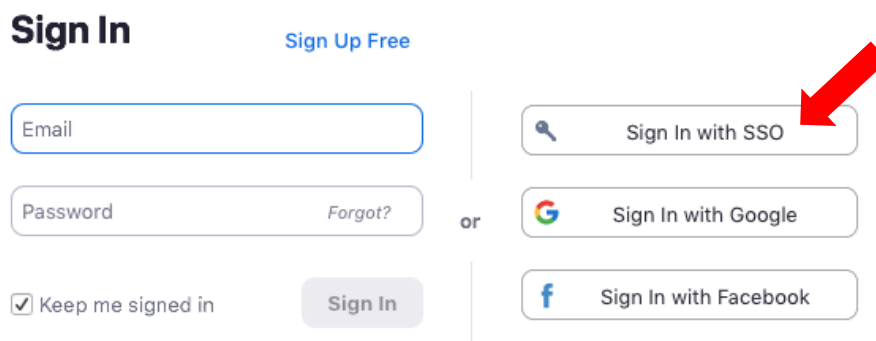 Sign In
Sign Up Free
Email
Password
Forgot?
Keep me signed in
Sign In
or
Sign In with SSO
Sign In with Google
Sign In with Facebook